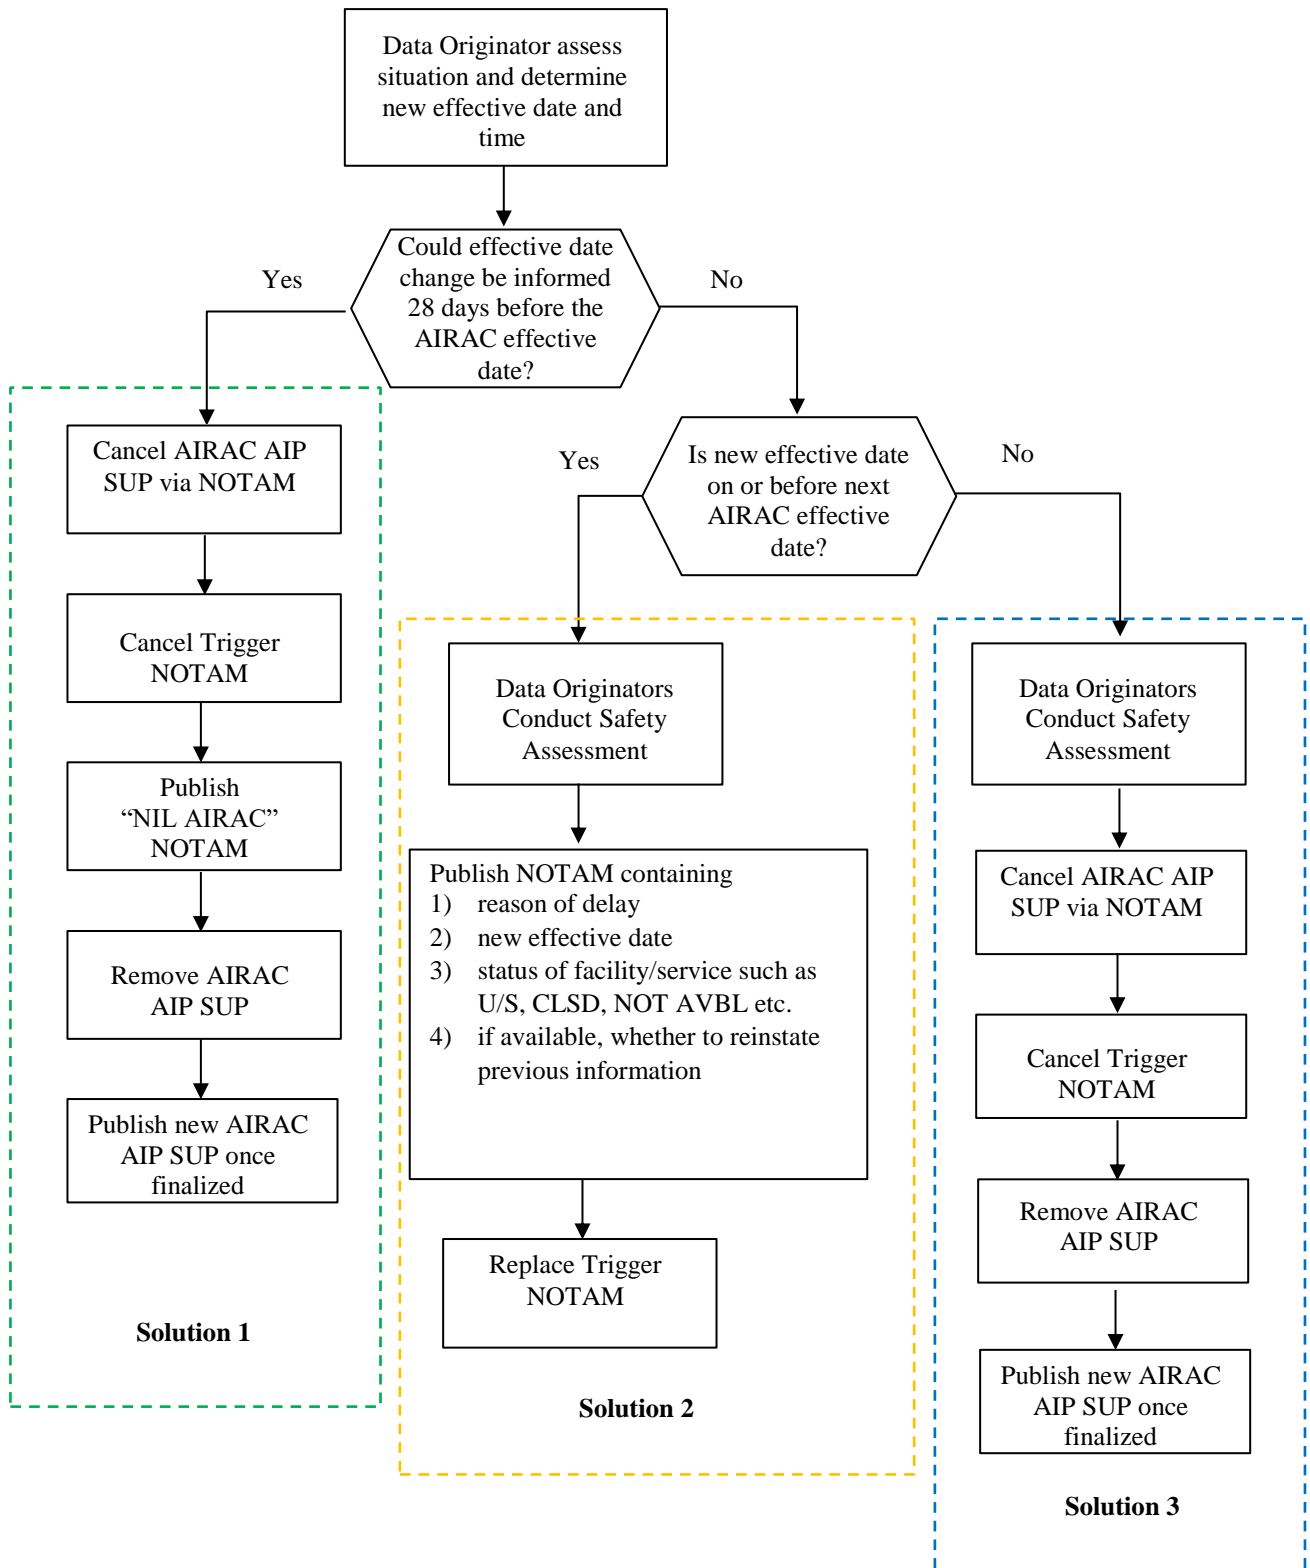 Data Originator assess
situation and determine
new effective date and
time
Could effective date
change be informed
28 days before the
AIRAC effective
date?
Yes
No
Cancel AIRAC AIP
SUP via NOTAM
Cancel Trigger
NOTAM
Publish
“NIL AIRAC”
NOTAM
Remove AIRAC
AIP SUP
Publish new AIRAC
AIP SUP once
finalized
Solution 1
Is new effective date
on or before next
AIRAC effective
date?
Yes
No
Data Originators
Conduct Safety
Assessment
Publish NOTAM containing
1) reason of delay
2) new effective date
3) status of facility/service such as
U/S, CLSD, NOT AVBL etc.
4) if available, whether to reinstate
previous information
Replace Trigger
NOTAM
Solution 2
Data Originators
Conduct Safety
Assessment
Cancel AIRAC AIP
SUP via NOTAM
Cancel Trigger
NOTAM
Remove AIRAC
AIP SUP
Publish new AIRAC
AIP SUP once
finalized
Solution 3